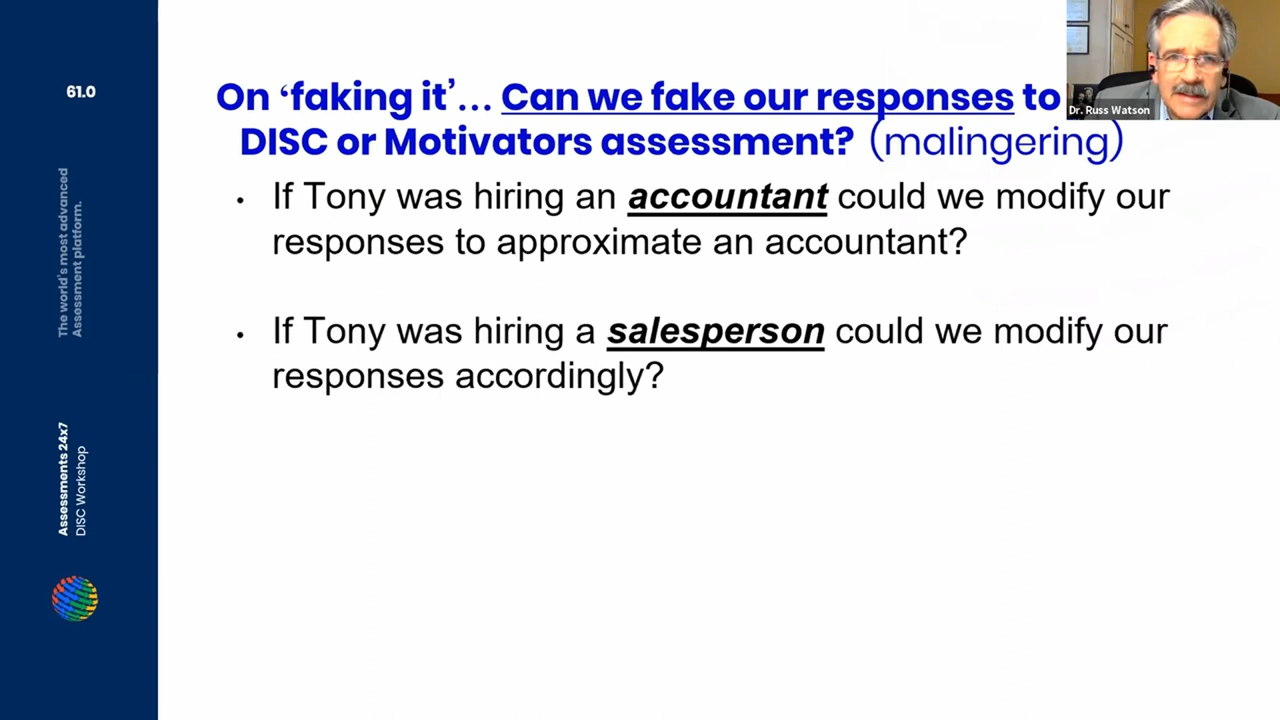 61.0
The world's most advanced
Assessment platform.
Assessments 24x7
DISC Workshop
On ‘faking it’… Can we fake our responses to
DISC or Motivators assessment? (malingering)
• If Tony was hiring an accountant could we modify our
responses to approximate an accountant?
• If Tony was hiring a salesperson could we modify our
responses accordingly?
Dr. Russ Watson